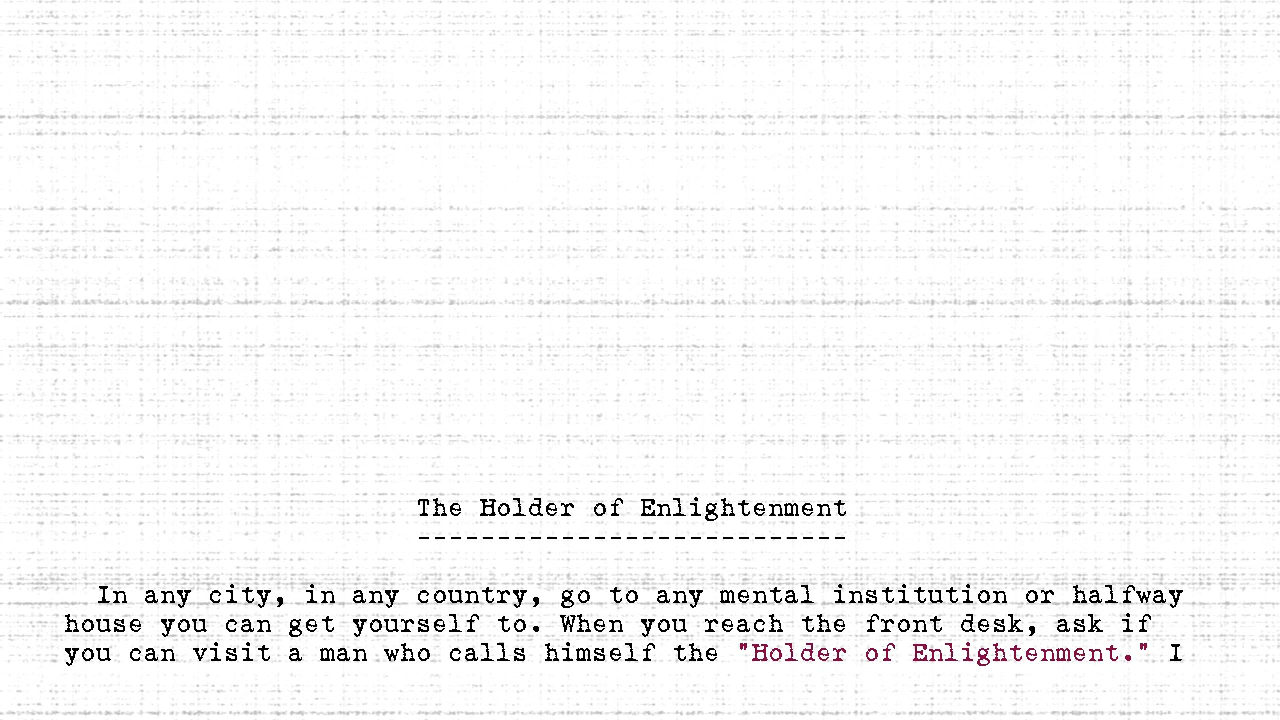 The Holder of Enlightenment
---------------------------
In any city, in any country, go to any mental institution or halfway
house you can get yourself to. When you reach the front desk, ask if
you can visit a man who calls himself the "Holder of Enlightenment." I